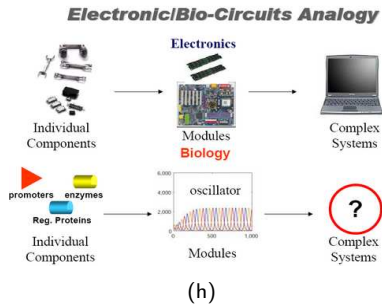 Electronic/Bio-Circuits Analogy
Electronics
Individual
Components
Modules
Complex
Systems
Biology
promoters
enzymes
Reg. Proteins
oscillator
6,000
4,000
2,000
0
0
500
1,000
?
Individual
Components
Modules
Complex
Systems
(h)